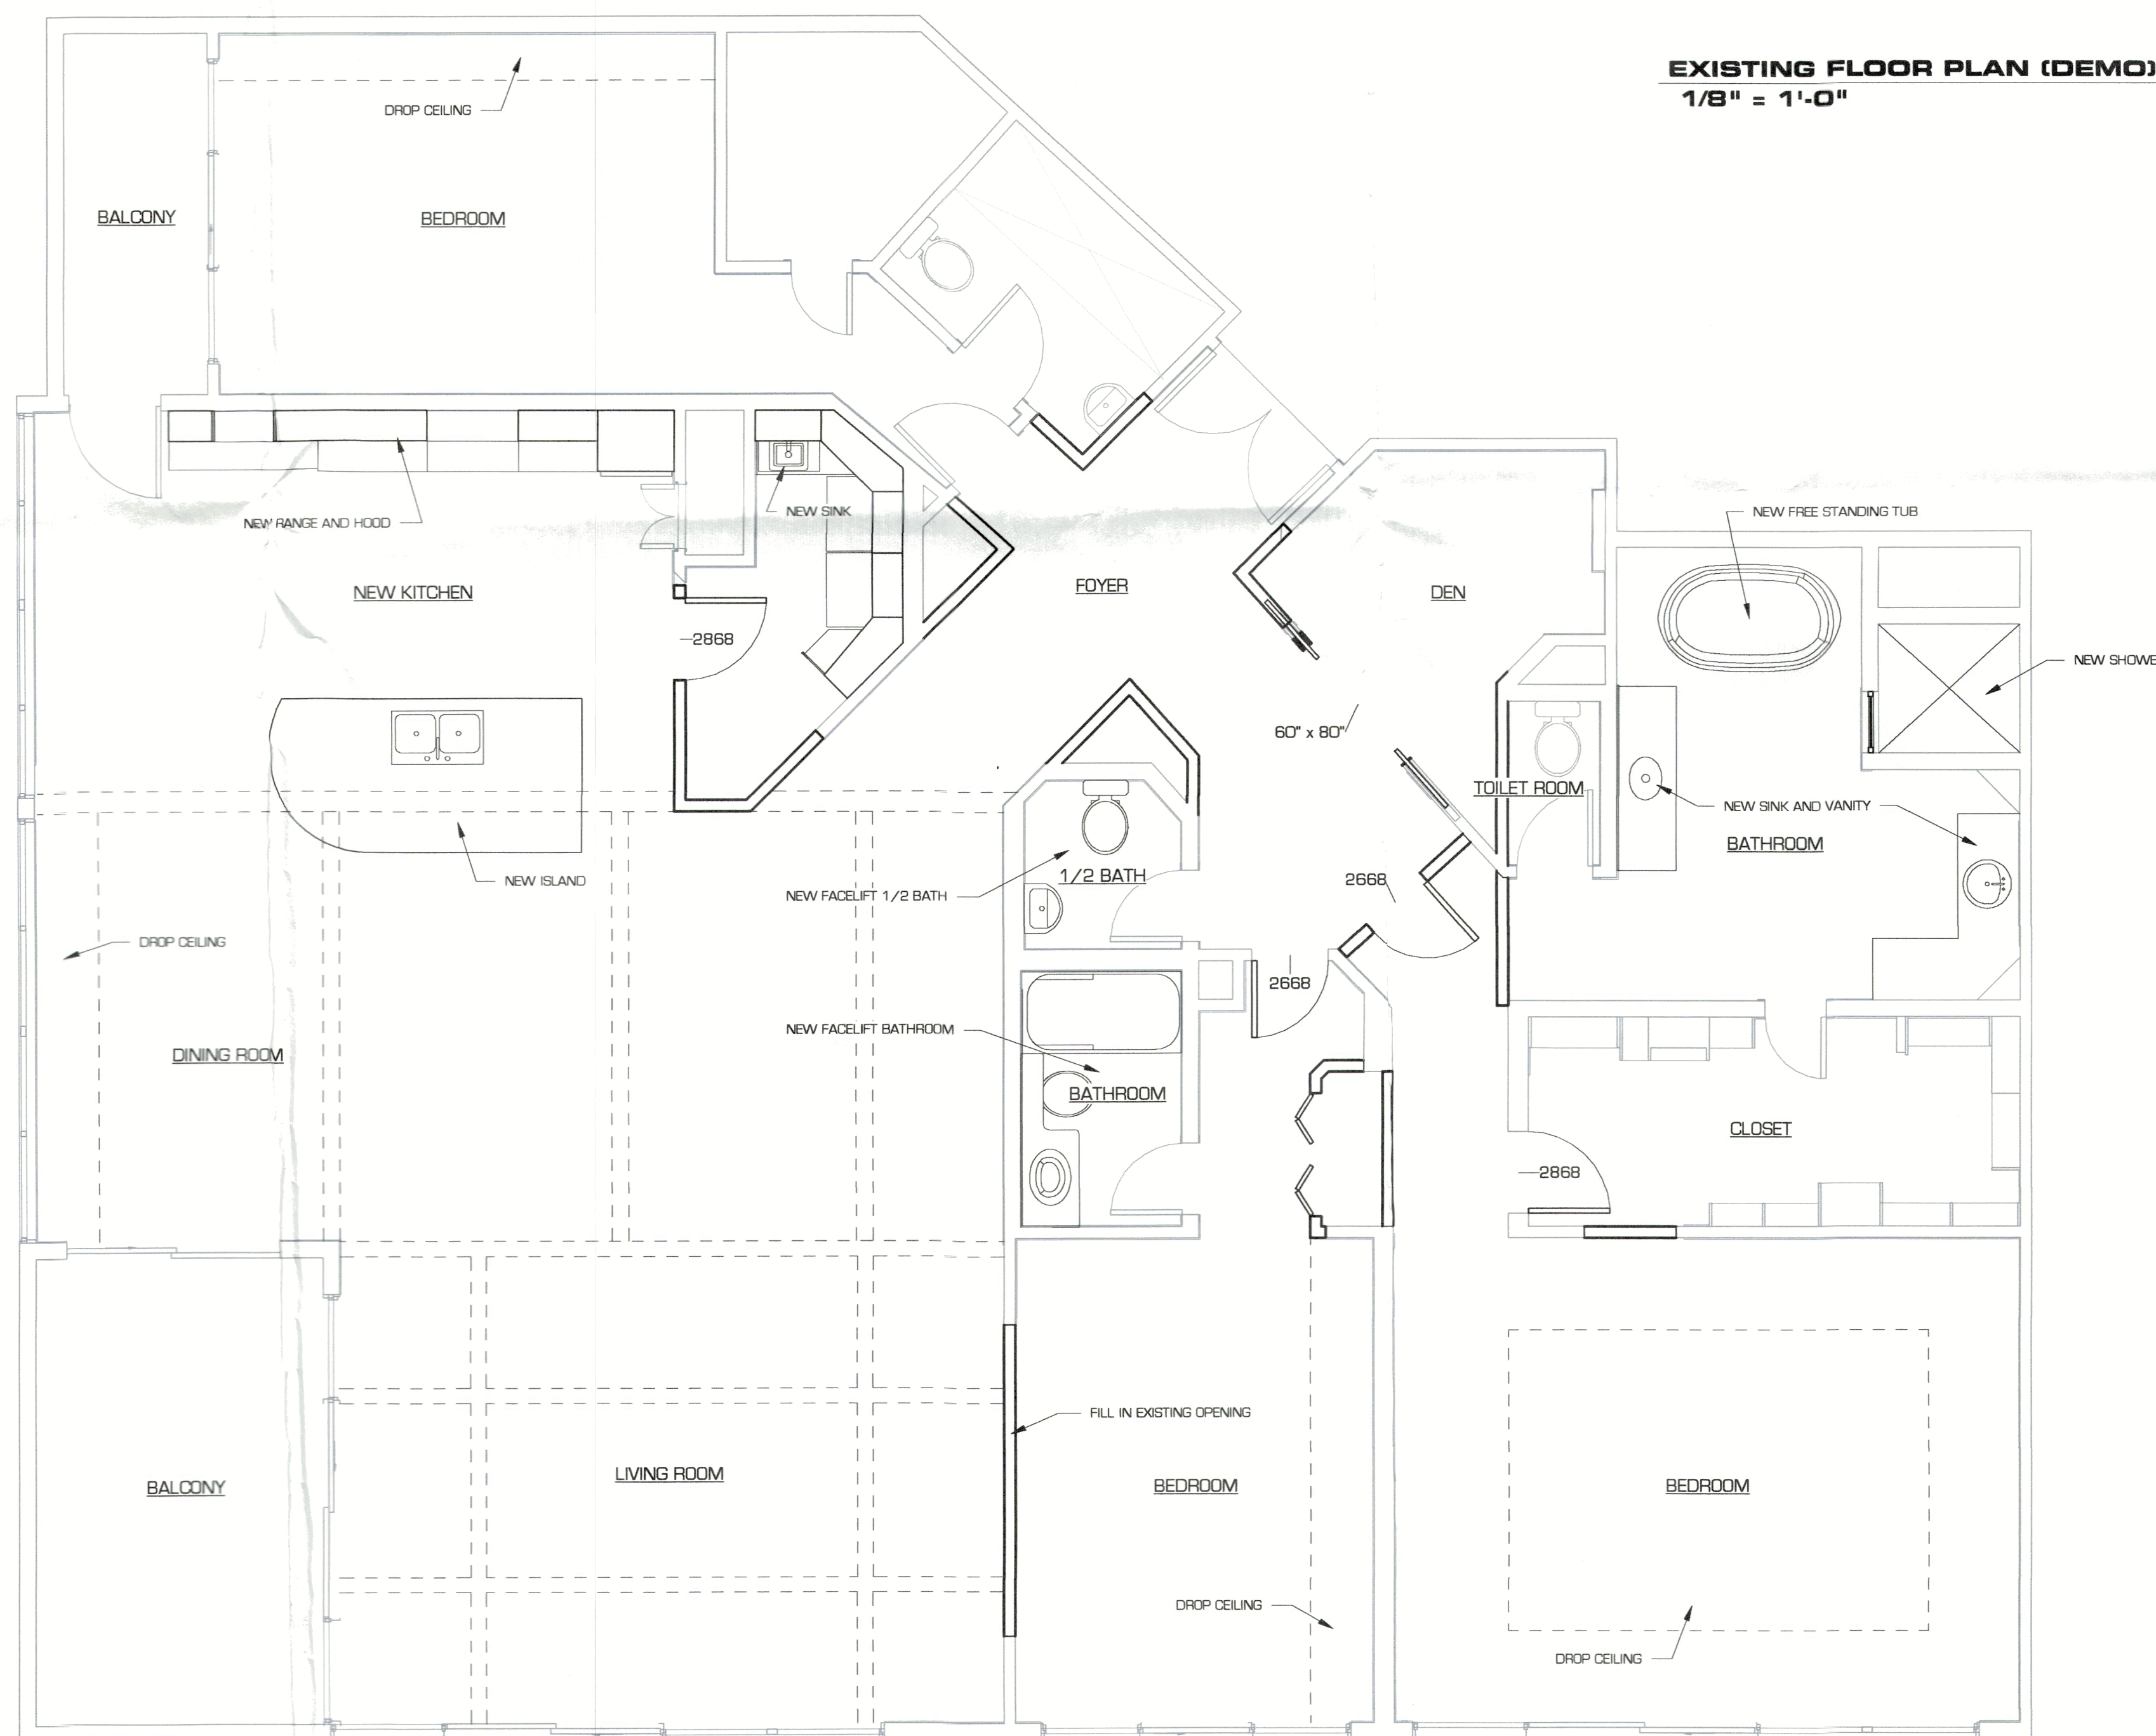 EXISTING FLOOR PLAN (DEMO)
1/8" = 1'-0"
DROP CEILING
BALCONY
BEDROOM
NEW RANGE AND HOOD
NEW SINK
NEW FREE STANDING TUB
NEW KITCHEN
FOYER
DEN
2868
NEW SHOWE
60" x 80"
TOILET ROOM
NEW SINK AND VANITY
BATHROOM
NEW ISLAND
NEW FACELIFT 1/2 BATH
1/2 BATH
2668
DROP CEILING
2668
NEW FACELIFT BATHROOM
DINING ROOM
BATHROOM
CLOSET
2868
FILL IN EXISTING OPENING
BALCONY
LIVING ROOM
BEDROOM
BEDROOM
DROP CEILING
DROP CEILING